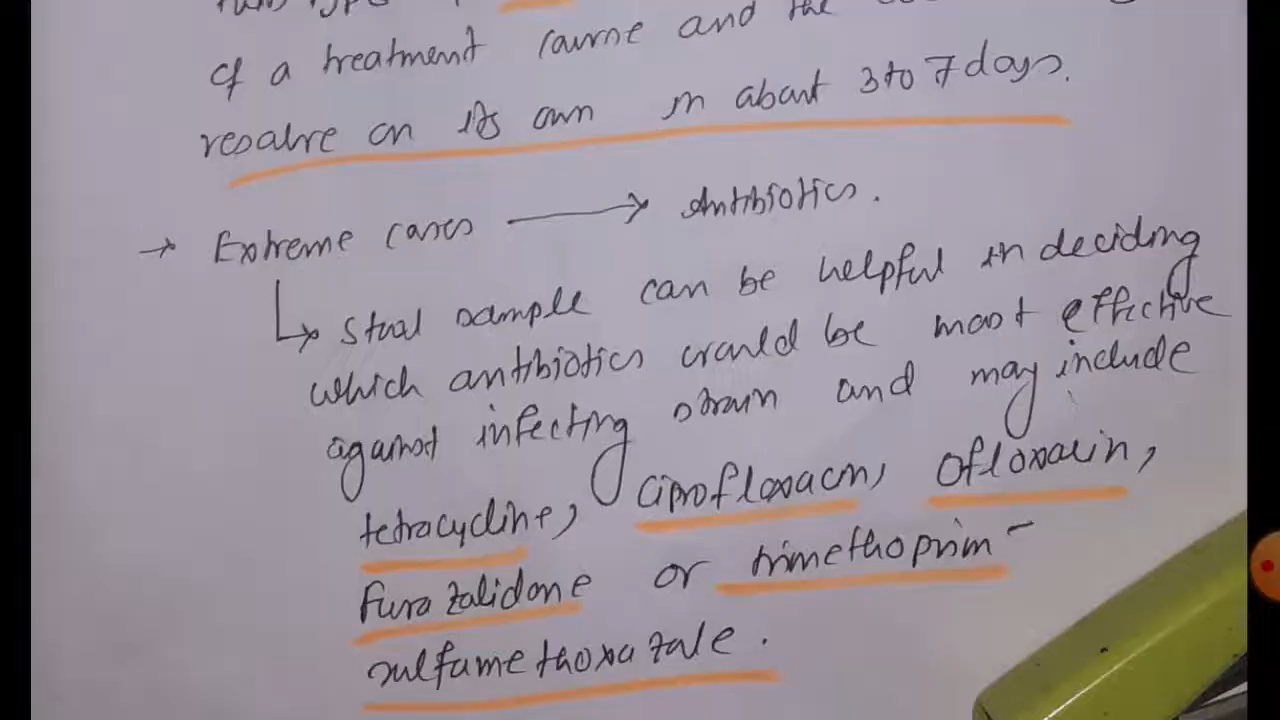 of a treatment course and the
resolve on its own in about 3 to 7 days.
→ Extreme cases → Antibiotics.
↳ Stool sample can be helpful in deciding
which antibiotics would be most effective
against infecting strain and may include
tetracycline, Ciprofloxacin, Ofloxacin,
Furazolidone or trimethoprim -
sulfamethoxazole.